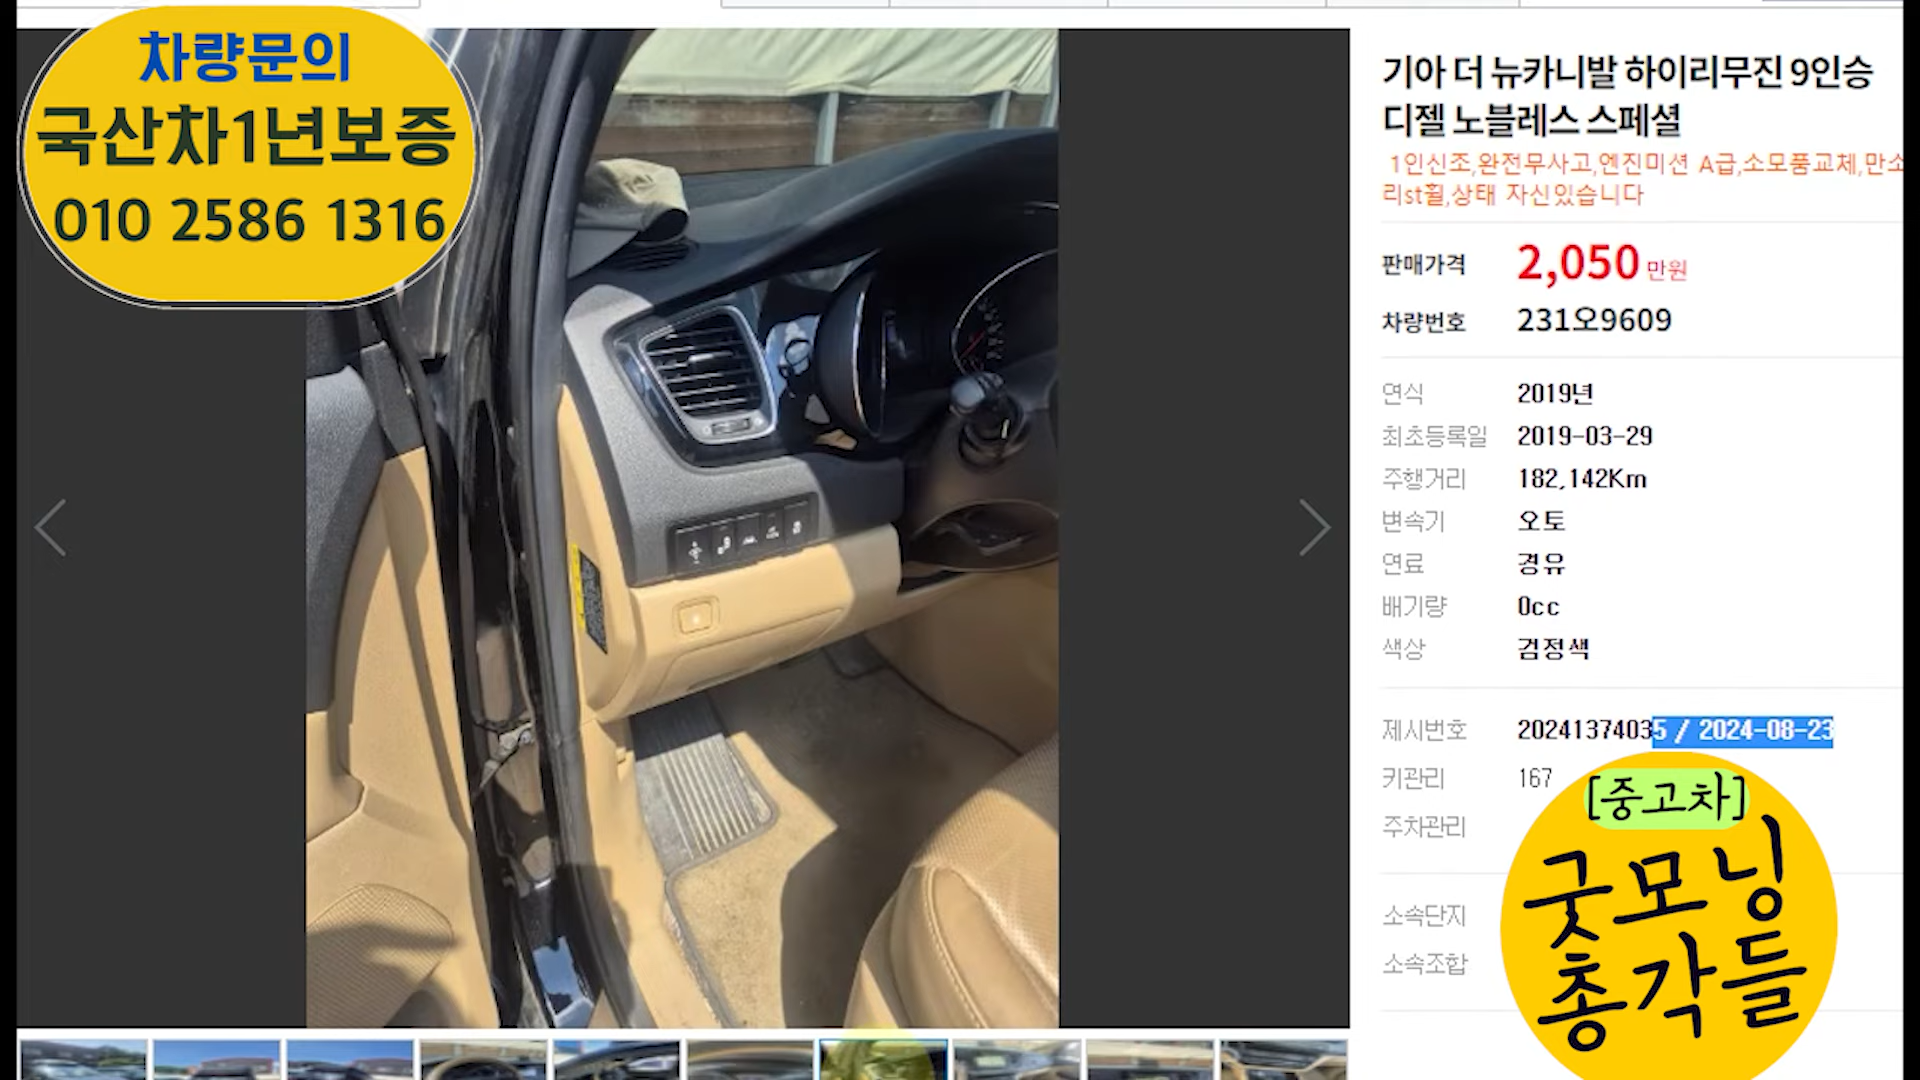 차량문의
국산차1년보증
010 2586 1316
기아 더 뉴카니발 하이리무진 9인승
디젤 노블레스 스페셜
1인신조,완전무사고,엔진미션 A급,소모품교체,만소
리st휠,상태 자신있습니다
판매가격 2,050 만원
차량번호 231오9609
연식 2019년
최초등록일 2019-03-29
주행거리 182,142Km
변속기 오토
연료 경유
배기량 0cc
색상 검정색
제시번호 20241374035 / 2024-08-23
키관리 167
주차관리
소속단지
소속조합
[중고차]
굿모닝
총각들